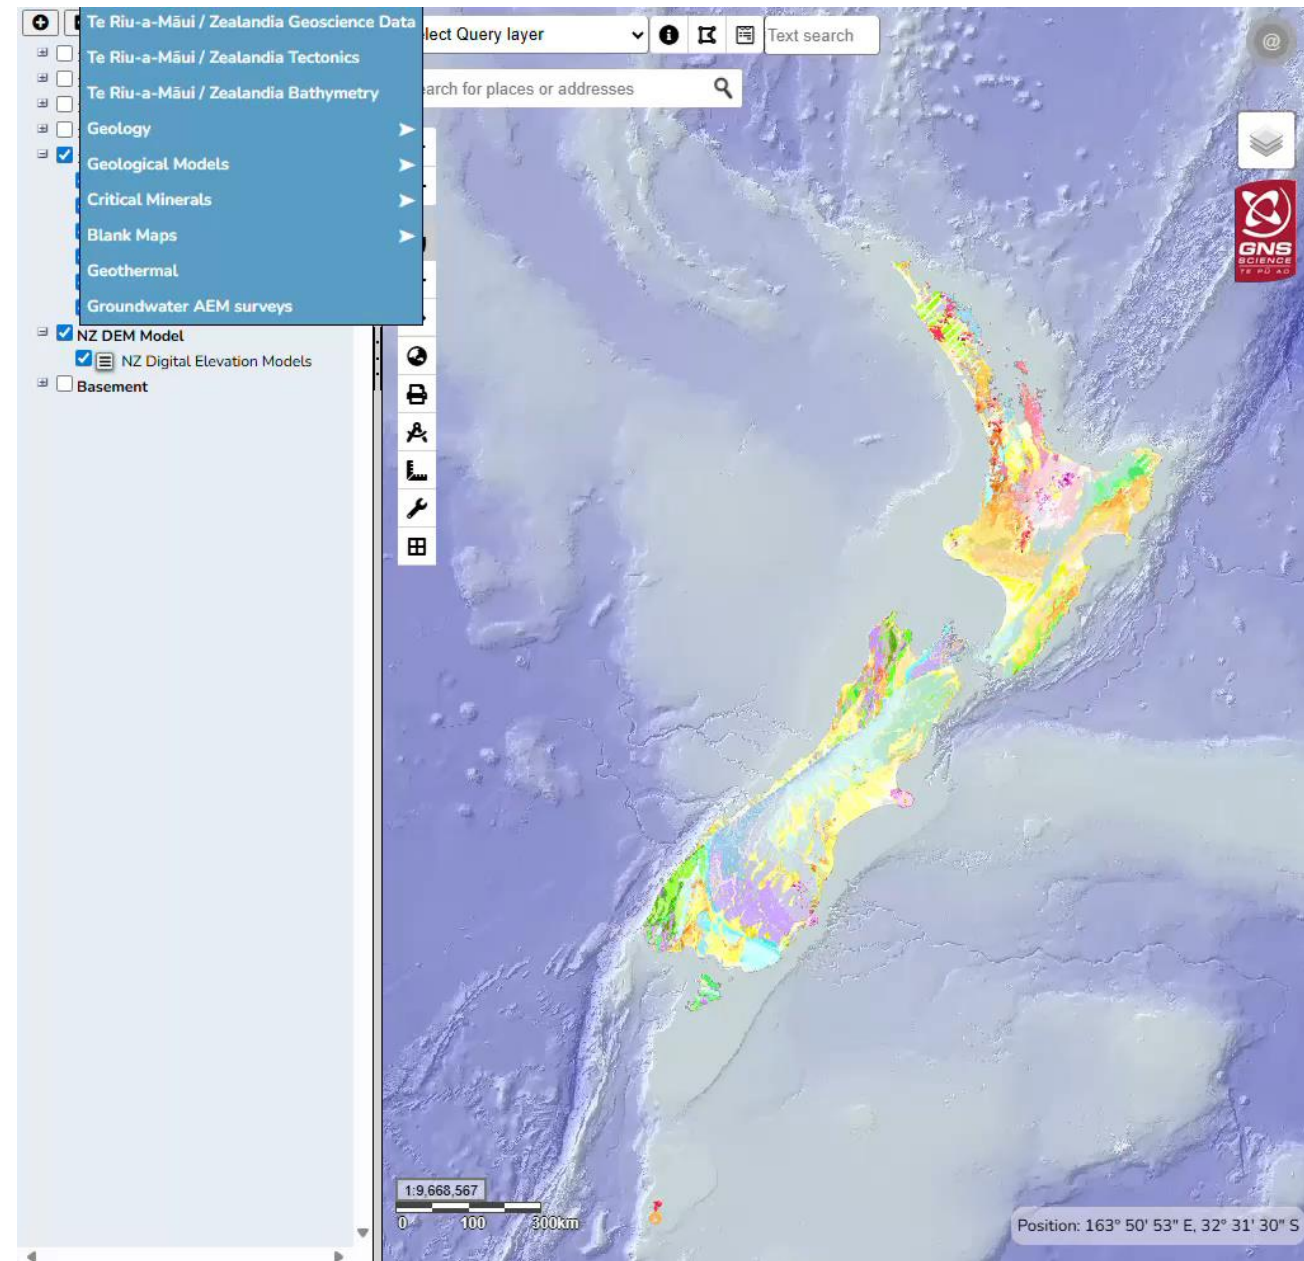 Te Riu-a-Māui / Zealandia Geoscience Data
Te Riu-a-Māui / Zealandia Tectonics
Te Riu-a-Māui / Zealandia Bathymetry
Geology
Geological Models
Critical Minerals
Blank Maps
Geothermal
Groundwater AEM surveys
NZ DEM Model
NZ Digital Elevation Models
Basement
Query layer
Text search
for places or addresses
@
GNS
SCIENCE
TE PŪ AO
1:9,668,567
0 100 300km
Position: 163° 50' 53" E, 32° 31' 30" S